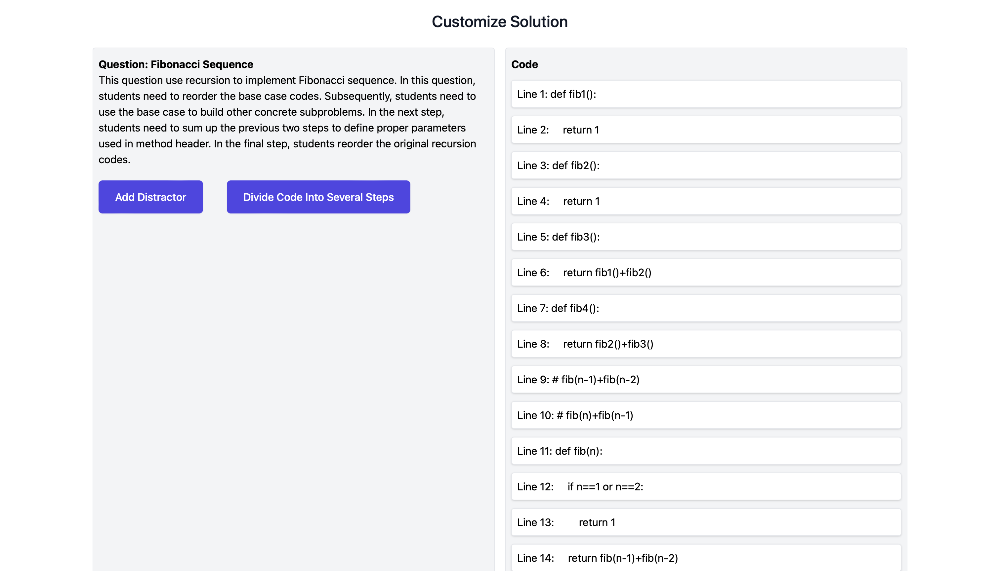 Customize Solution
Question: Fibonacci Sequence
This question use recursion to implement Fibonacci sequence. In this question,
students need to reorder the base case codes. Subsequently, students need to
use the base case to build other concrete subproblems. In the next step,
students need to sum up the previous two steps to define proper parameters
used in method header. In the final step, students reorder the original recursion
codes.
Add Distractor
Divide Code Into Several Steps
Code
Line 1: def fib1():
Line 2:     return 1
Line 3: def fib2():
Line 4:     return 1
Line 5: def fib3():
Line 6:     return fib1()+fib2()
Line 7: def fib4():
Line 8:     return fib2()+fib3()
Line 9: # fib(n-1)+fib(n-2)
Line 10: # fib(n)+fib(n-1)
Line 11: def fib(n):
Line 12:     if n==1 or n==2:
Line 13:         return 1
Line 14:     return fib(n-1)+fib(n-2)